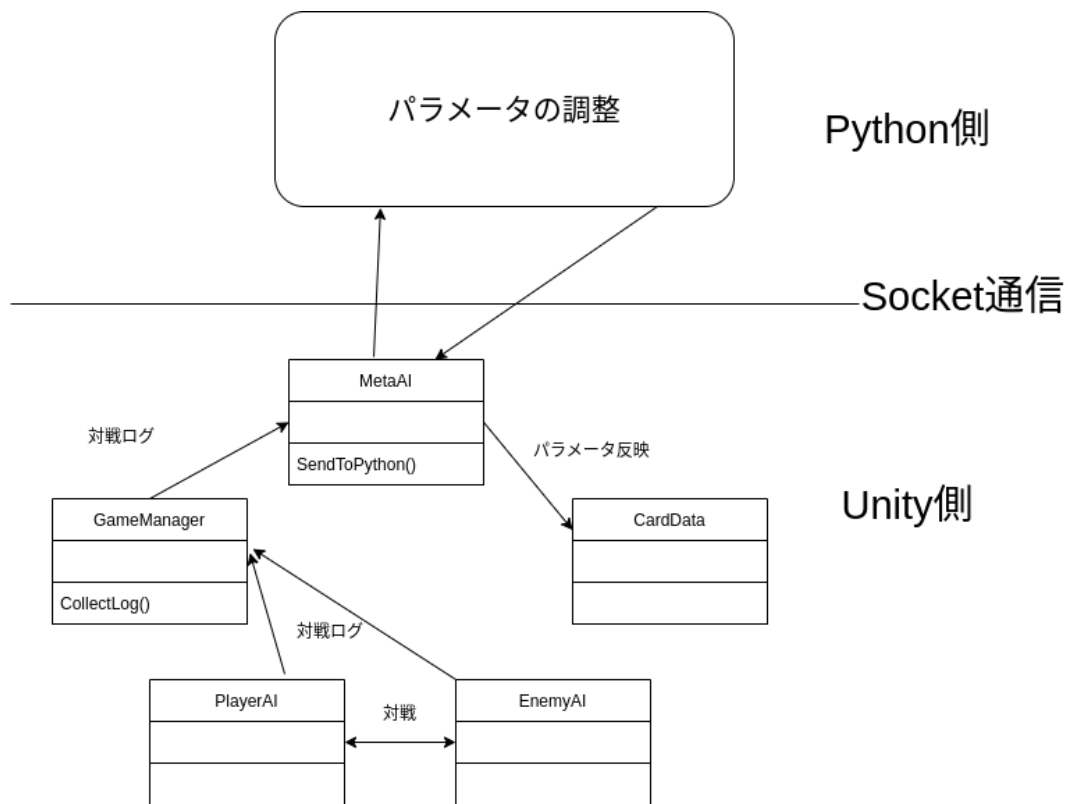 パラメータの調整
Python側
Socket通信
MetaAI
対戦ログ
パラメータ反映
SendToPython()
Unity側
GameManager
CardData
CollectLog()
対戦ログ
PlayerAI
対戦
EnemyAI